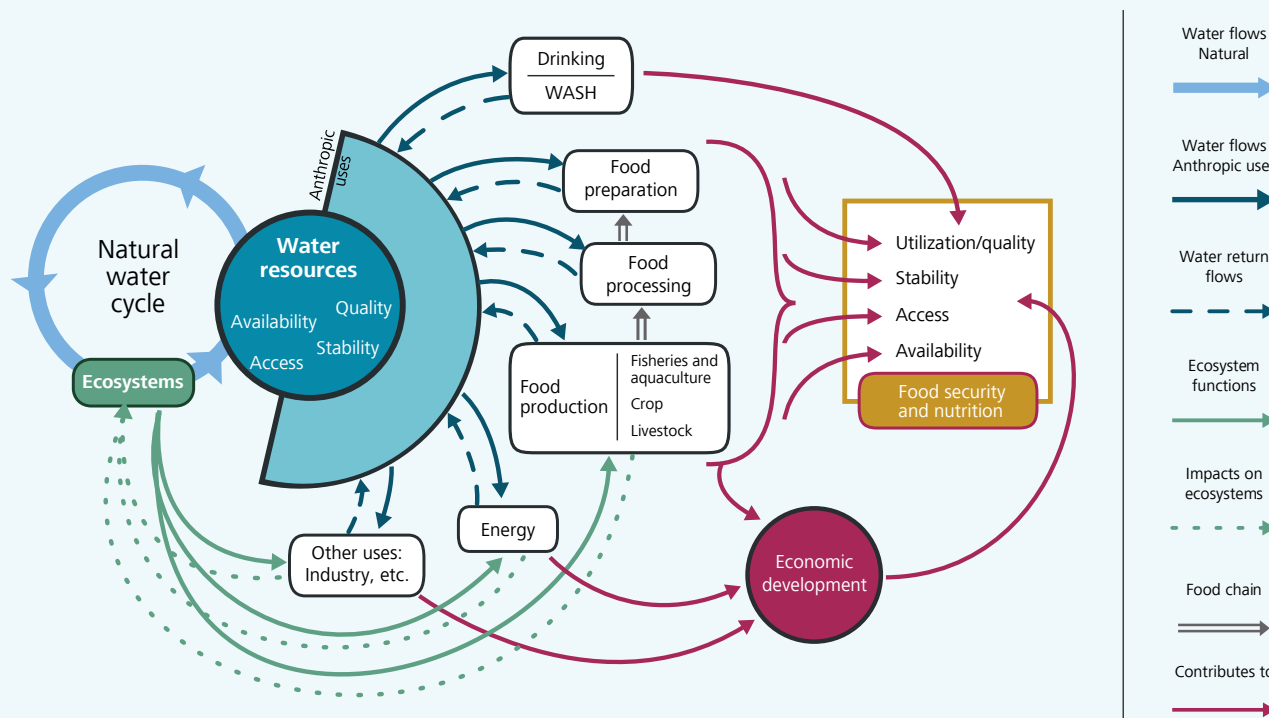 Drinking
WASH
Anthropic
uses
Food
preparation
Natural
water
cycle
Water
resources
Quality
Availability
Stability
Access
Food
processing
Ecosystems
Food
production
Fisheries and
aquaculture
Crop
Livestock
Utilization/quality
Stability
Access
Availability
Food security
and nutrition
Energy
Other uses:
Industry, etc.
Economic
development
Water flows
Natural
Water flows
Anthropic use
Water return
flows
Ecosystem
functions
Impacts on
ecosystems
Food chain
Contributes to